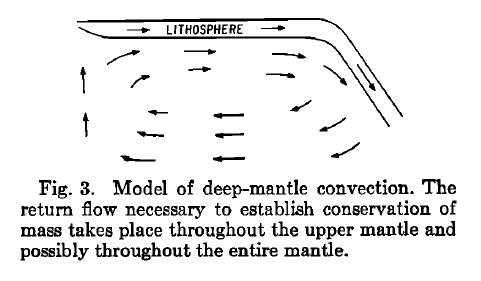 LITHOSPHERE
Fig. 3. Model of deep-mantle convection. The
return flow necessary to establish conservation of
mass takes place throughout the upper mantle and
possibly throughout the entire mantle.